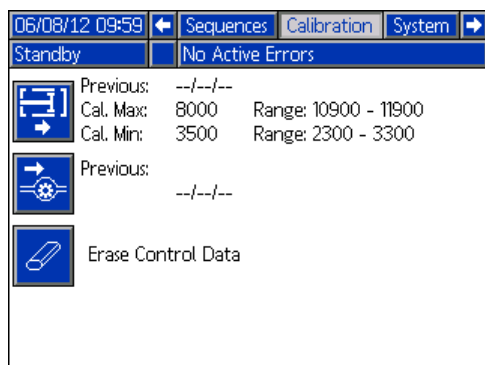 06/08/12 09:59 Sequences Calibration System
Standby No Active Errors
Previous: --/--/--
Cal. Max: 8000 Range: 10900 - 11900
Cal. Min: 3500 Range: 2300 - 3300
Previous:
--/--/--
Erase Control Data